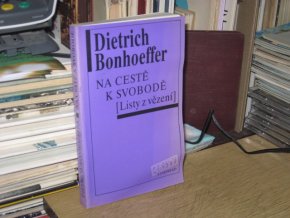 Dietrich
Bonhoeffer
NA CESTĚ
K SVOBODĚ
[Listy z vězení]